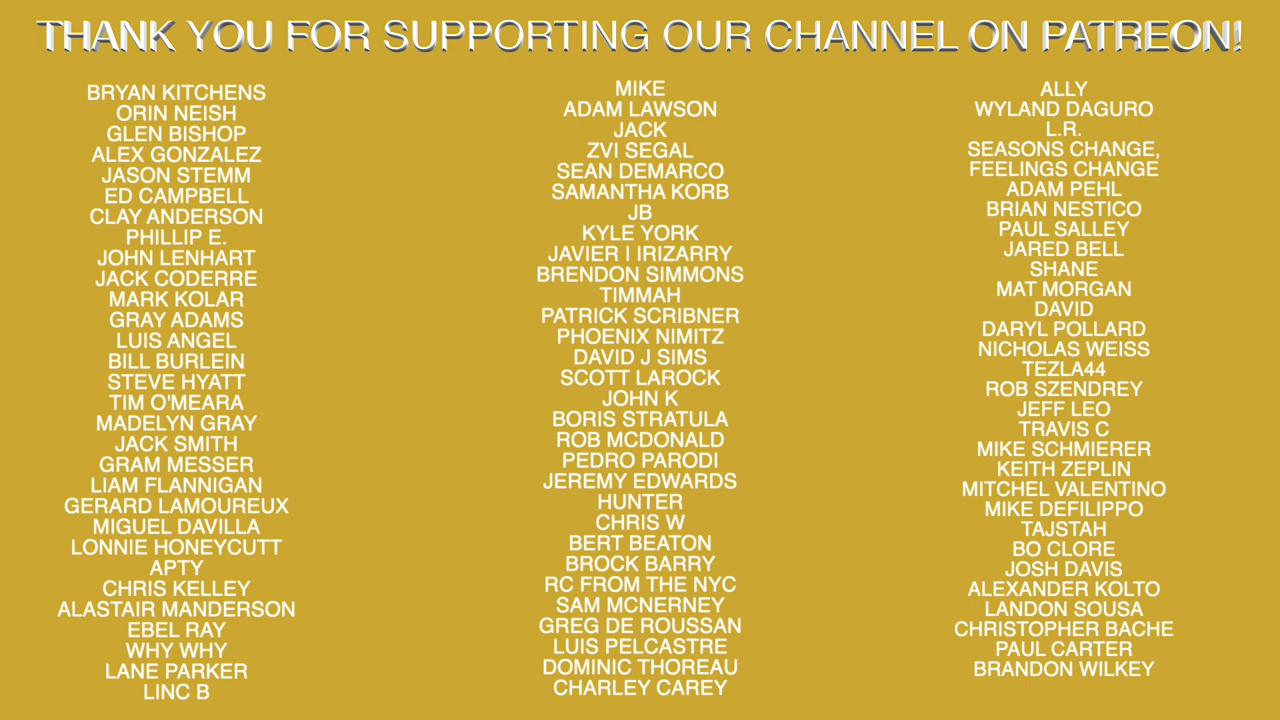 THANK YOU FOR SUPPORTING OUR CHANNEL ON PATREON!
BRYAN KITCHENS
ORIN NEISH
GLEN BISHOP
ALEX GONZALEZ
JASON STEMM
ED CAMPBELL
CLAY ANDERSON
PHILLIP E.
JOHN LENHART
JACK CODERRE
MARK KOLAR
GRAY ADAMS
LUIS ANGEL
BILL BURLEIN
STEVE HYATT
TIM O'MEARA
MADELYN GRAY
JACK SMITH
GRAM MESSER
LIAM FLANNIGAN
GERARD LAMOUREUX
MIGUEL DAVILLA
LONNIE HONEYCUTT
APTY
CHRIS KELLEY
ALASTAIR MANDERSON
EBEL RAY
WHY WHY
LANE PARKER
LINC B
MIKE
ADAM LAWSON
JACK
ZVI SEGAL
SEAN DEMARCO
SAMANTHA KORB
JB
KYLE YORK
JAVIER I IRIZARRY
BRENDON SIMMONS
TIMMAH
PATRICK SCRIBNER
PHOENIX NIMITZ
DAVID J SIMS
SCOTT LAROCK
JOHN K
BORIS STRATULA
ROB MCDONALD
PEDRO PARODI
JEREMY EDWARDS
HUNTER
CHRIS W
BERT BEATON
BROCK BARRY
RC FROM THE NYC
SAM MCNERNEY
GREG DE ROUSSAN
LUIS PELCASTRE
DOMINIC THOREAU
CHARLEY CAREY
ALLY
WYLAND DAGURO
L.R.
SEASONS CHANGE,
FEELINGS CHANGE
ADAM PEHL
BRIAN NESTICO
PAUL SALLEY
JARED BELL
SHANE
MAT MORGAN
DAVID
DARYL POLLARD
NICHOLAS WEISS
TEZLA44
ROB SZENDREY
JEFF LEO
TRAVIS C
MIKE SCHMIERER
KEITH ZEPLIN
MITCHEL VALENTINO
MIKE DEFILIPPO
TAJSTAH
BO CLORE
JOSH DAVIS
ALEXANDER KOLTO
LANDON SOUSA
CHRISTOPHER BACHE
PAUL CARTER
BRANDON WILKEY